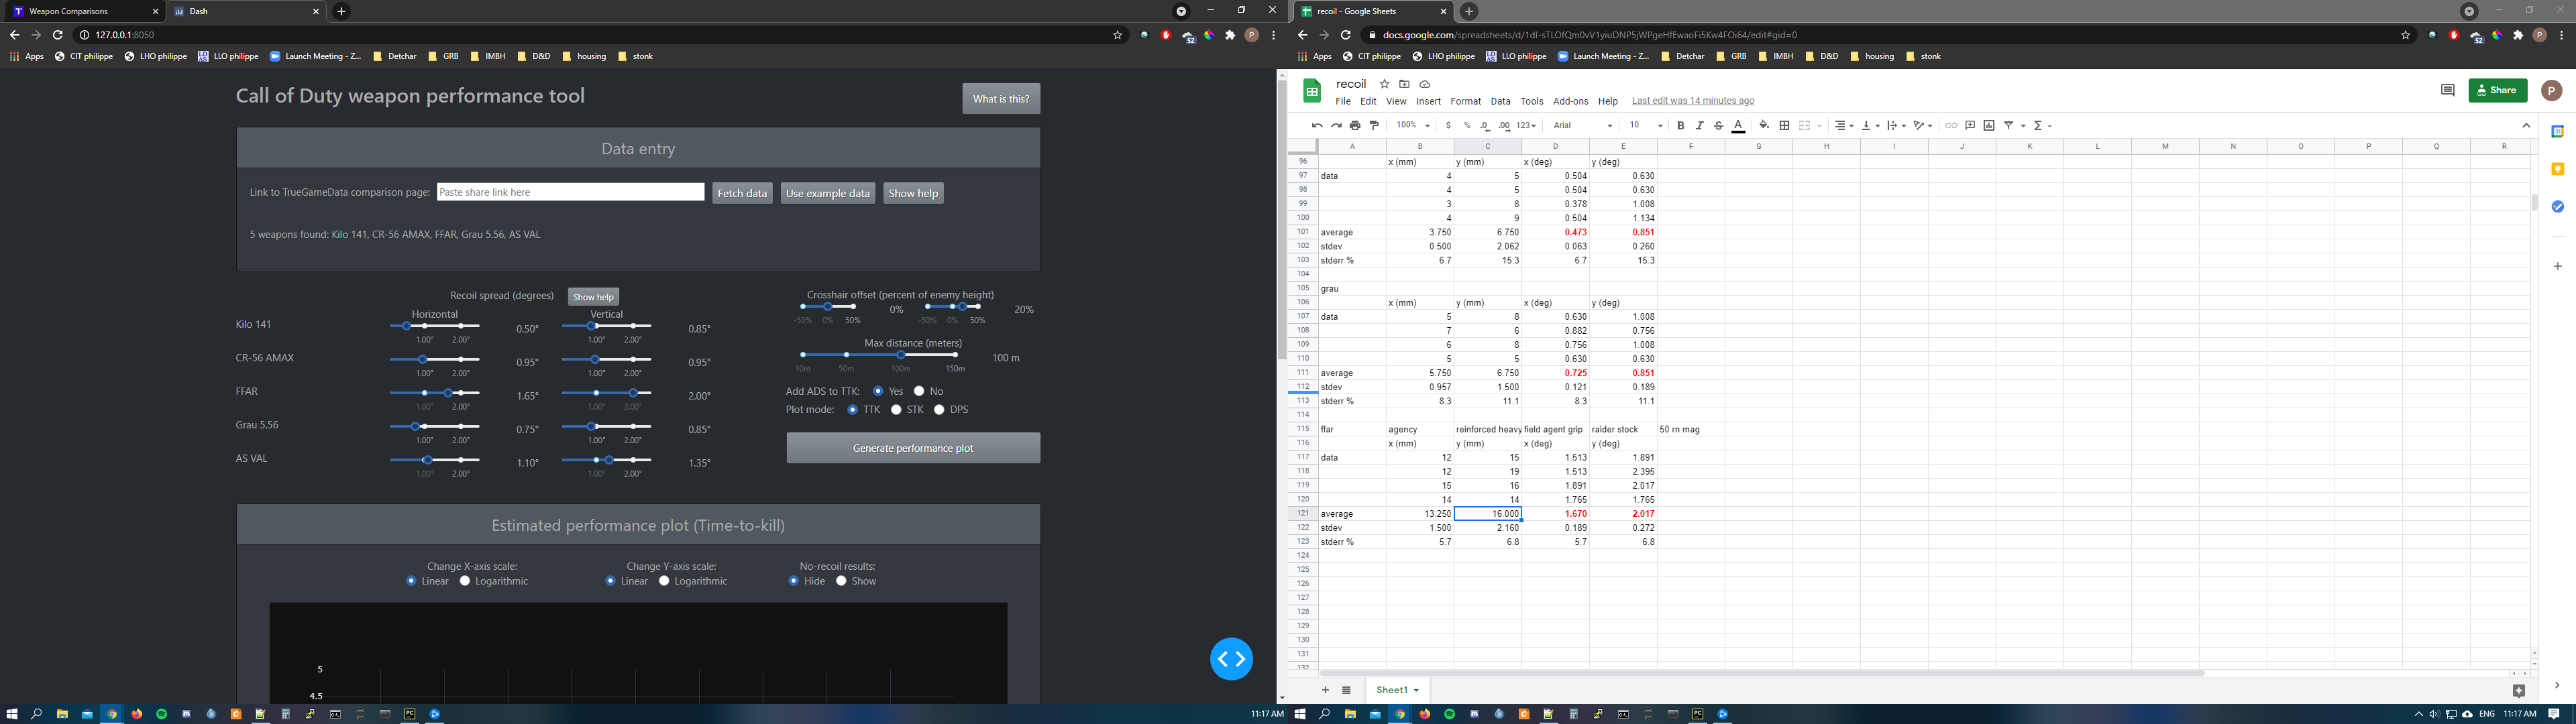 Weapon Comparisons
Dash
127.0.0.1:8050
Apps CIT philippe LHO philippe LLO philippe Launch Meeting - Z... Detchar GRB IMBH D&D housing stonk
Call of Duty weapon performance tool
What is this?
Data entry
Link to TrueGameData comparison page: Paste share link here Fetch data Use example data Show help
5 weapons found: Kilo 141, CR-56 AMAX, FFAR, Grau 5.56, AS VAL
Recoil spread (degrees) Show help
Horizontal Vertical
Kilo 141 0.50° 0.85°
1.00° 2.00° 1.00° 2.00°
CR-56 AMAX 0.95° 0.95°
1.00° 2.00° 1.00° 2.00°
FFAR 1.65° 2.00°
1.00° 2.00° 1.00° 2.00°
Grau 5.56 0.75° 0.85°
1.00° 2.00° 1.00° 2.00°
AS VAL 1.10° 1.35°
1.00° 2.00° 1.00° 2.00°
Crosshair offset (percent of enemy height)
0% 20%
-50% 0% 50% -50% 0% 50%
Max distance (meters)
100 m
10m 50m 100m 150m
Add ADS to TTK: Yes No
Plot mode: TTK STK DPS
Generate performance plot
Estimated performance plot (Time-to-kill)
Change X-axis scale: Change Y-axis scale: No-recoil results:
Linear Logarithmic Linear Logarithmic Hide Show
5
4.5
11:17 AM
recoil - Google Sheets
docs.google.com/spreadsheets/d/1dI-sTLOfQm0vV1yiuDNP5jWPgeHfEwaoFi5Kw4FOi64/edit#gid=0
Apps CIT philippe LHO philippe LLO philippe Launch Meeting - Z... Detchar GRB IMBH D&D housing stonk
recoil
File Edit View Insert Format Data Tools Add-ons Help Last edit was 14 minutes ago
Share
P
100% $ % .0 .00 123 Arial 10 B I S A
A B C D E F G H I J K L M N O P Q R
96 x (mm) y (mm) x (deg) y (deg)
97 data 4 5 0.504 0.630
98 4 5 0.504 0.630
99 3 8 0.378 1.008
100 4 9 0.504 1.134
101 average 3.750 6.750 0.473 0.851
102 stdev 0.500 2.062 0.063 0.260
103 stderr % 6.7 15.3 6.7 15.3
104
105 grau
106 x (mm) y (mm) x (deg) y (deg)
107 data 5 8 0.630 1.008
108 7 6 0.882 0.756
109 6 8 0.756 1.008
110 5 5 0.630 0.630
111 average 5.750 6.750 0.725 0.851
112 stdev 0.957 1.500 0.121 0.189
113 stderr % 8.3 11.1 8.3 11.1
114
115 ffar agency reinforced heavy field agent grip raider stock 50 rn mag
116 x (mm) y (mm) x (deg) y (deg)
117 data 12 15 1.513 1.891
118 12 19 1.513 2.395
119 15 16 1.891 2.017
120 14 14 1.765 1.765
121 average 13.250 16.000 1.670 2.017
122 stdev 1.500 2.160 0.189 0.272
123 stderr % 5.7 6.8 5.7 6.8
124
125
126
127
128
129
130
131
132
Sheet1
ENG 11:17 AM